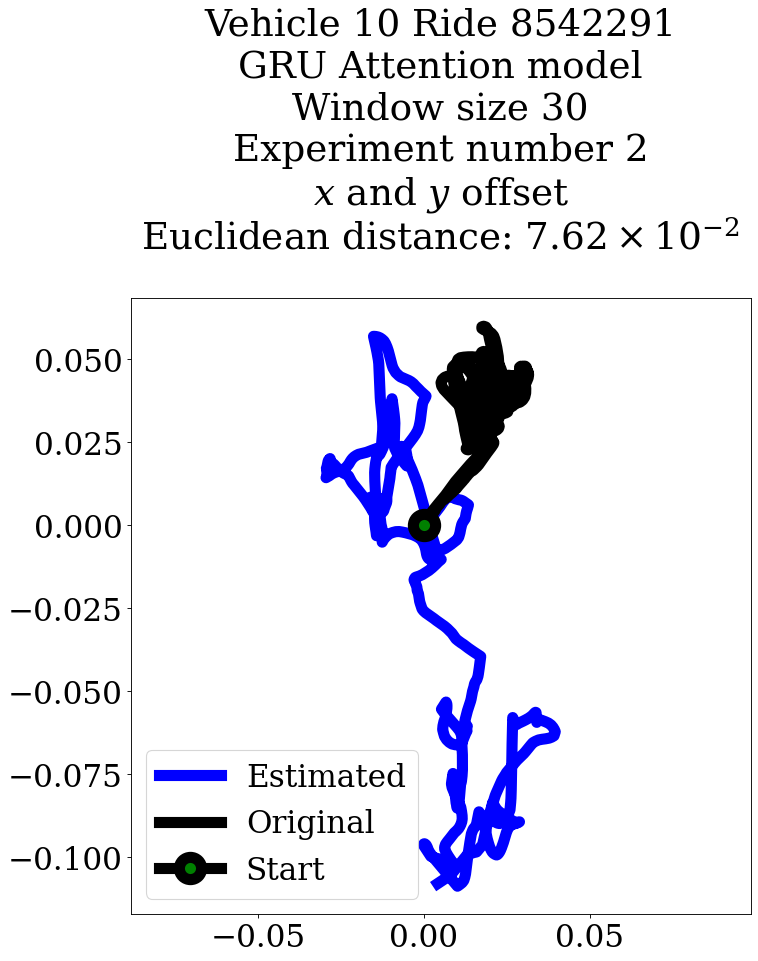 Vehicle 10 Ride 8542291
GRU Attention model
Window size 30
Experiment number 2
x and y offset
Euclidean distance: 7.62 × 10⁻²
0.050
0.025
0.000
−0.025
−0.050
−0.075
−0.100
Estimated
Original
Start
−0.05 0.00 0.05